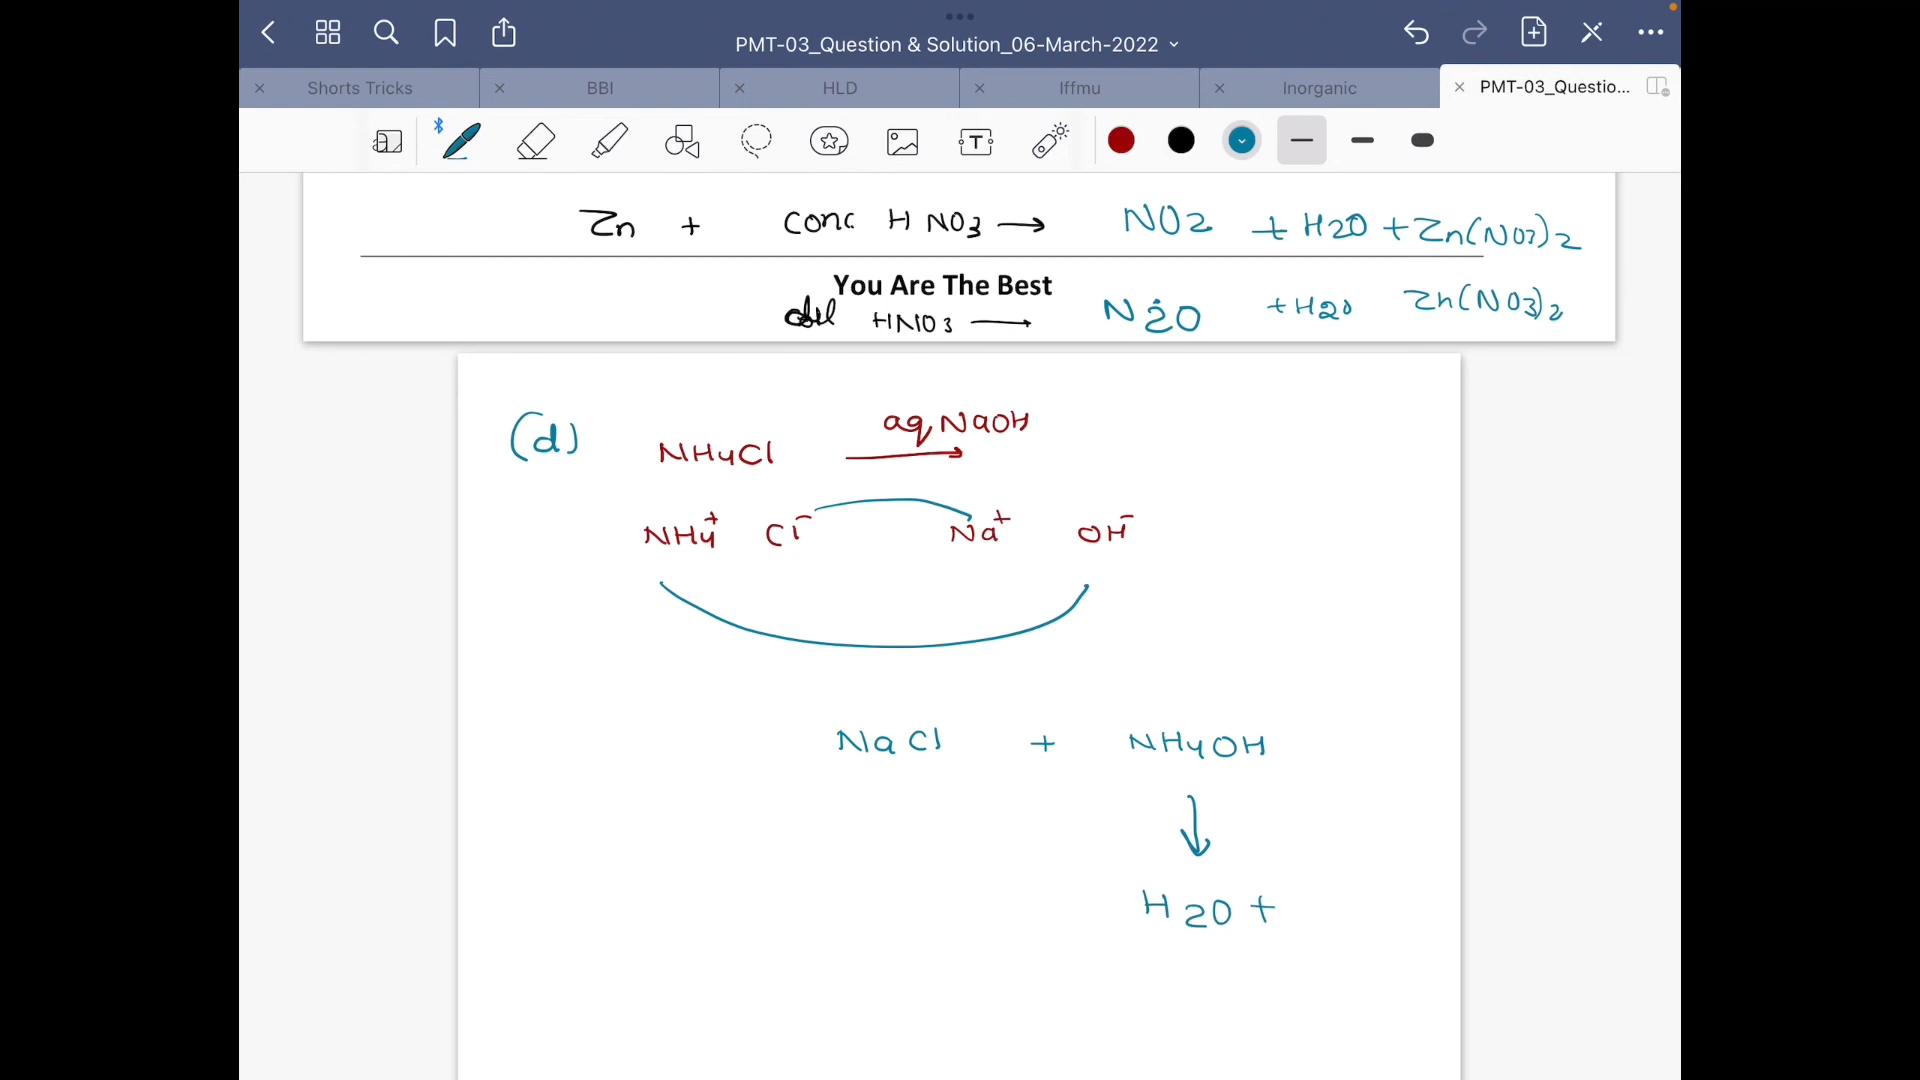 PMT-03_Question & Solution_06-March-2022
Shorts Tricks BBI HLD Iffmu Inorganic PMT-03_Questio...
T
Zn + conc HNO3 → NO2 + H2O + Zn(NO3)2
You Are The Best
dil HNO3 → N2O + H2O Zn(NO3)2
(d) NH4Cl aq NaOH →
NH4+ Cl- Na+ OH-
NaCl + NH4OH
↓
H2O +